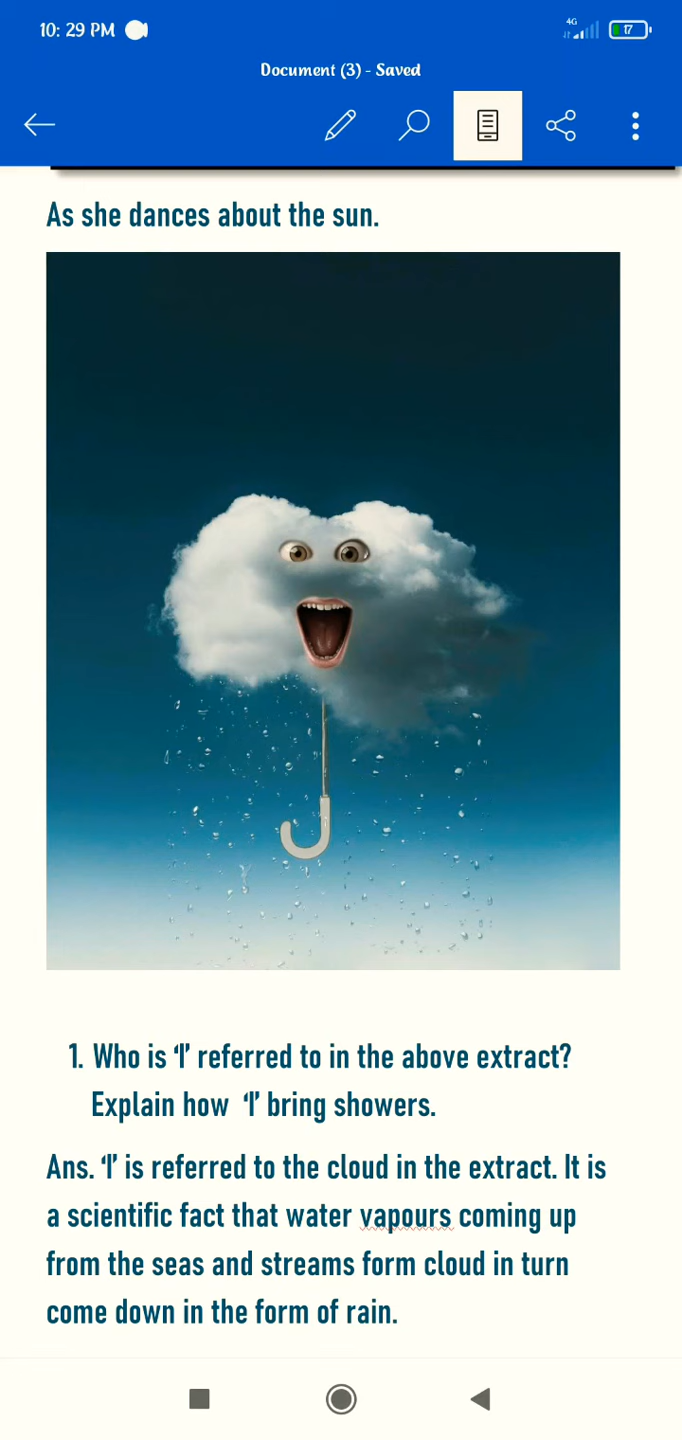 10: 29 PM
4G
17
Document (3) - Saved
As she dances about the sun.
1. Who is 'I' referred to in the above extract?
Explain how 'I' bring showers.
Ans. 'I' is referred to the cloud in the extract. It is
a scientific fact that water vapours coming up
from the seas and streams form cloud in turn
come down in the form of rain.